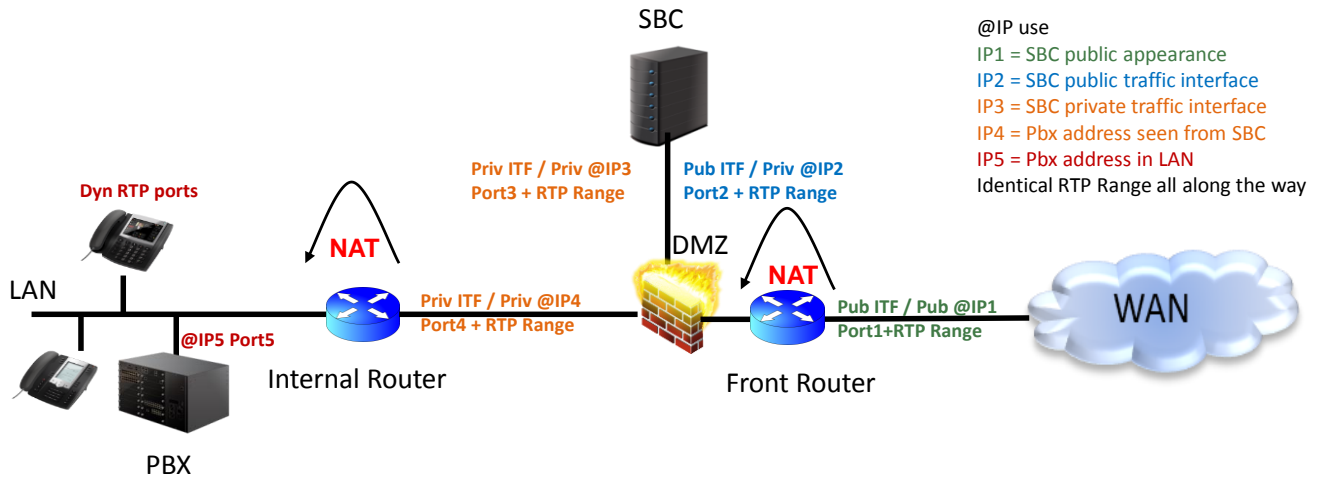 SBC
@IP use
IP1 = SBC public appearance
IP2 = SBC public traffic interface
IP3 = SBC private traffic interface
IP4 = Pbx address seen from SBC
IP5 = Pbx address in LAN
Identical RTP Range all along the way
Priv ITF / Priv @IP3
Port3 + RTP Range
Pub ITF / Priv @IP2
Port2 + RTP Range
Dyn RTP ports
NAT
DMZ
NAT
LAN
Priv ITF / Priv @IP4
Port4 + RTP Range
Pub ITF / Pub @IP1
Port1+RTP Range
WAN
@IP5 Port5
Internal Router
Front Router
PBX